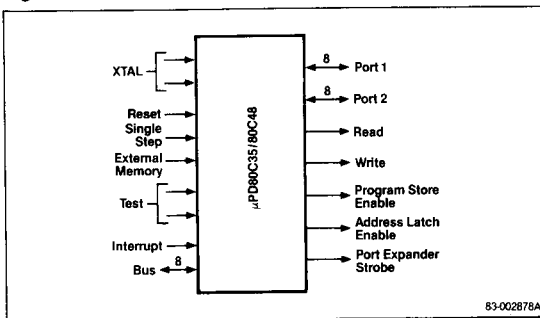 XTAL
Reset
Single
Step
External
Memory
Test
Interrupt
Bus
8
μPD80C35/80C48
8
Port 1
8
Port 2
Read
Write
Program Store
Enable
Address Latch
Enable
Port Expander
Strobe
83-002878A